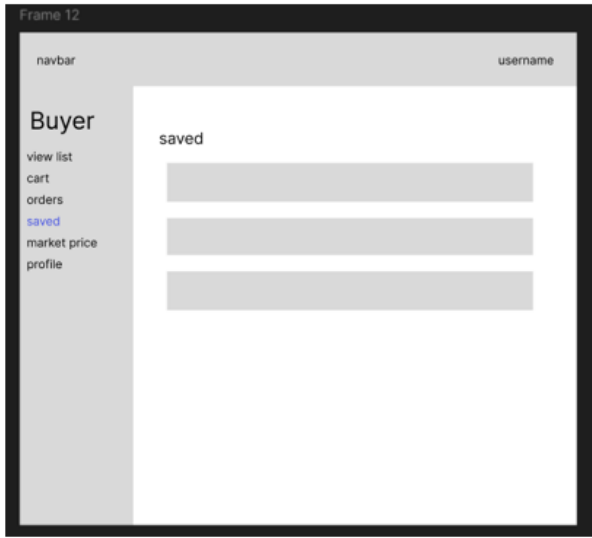 Frame 12
navbar
username
Buyer
view list
cart
orders
saved
market price
profile
saved